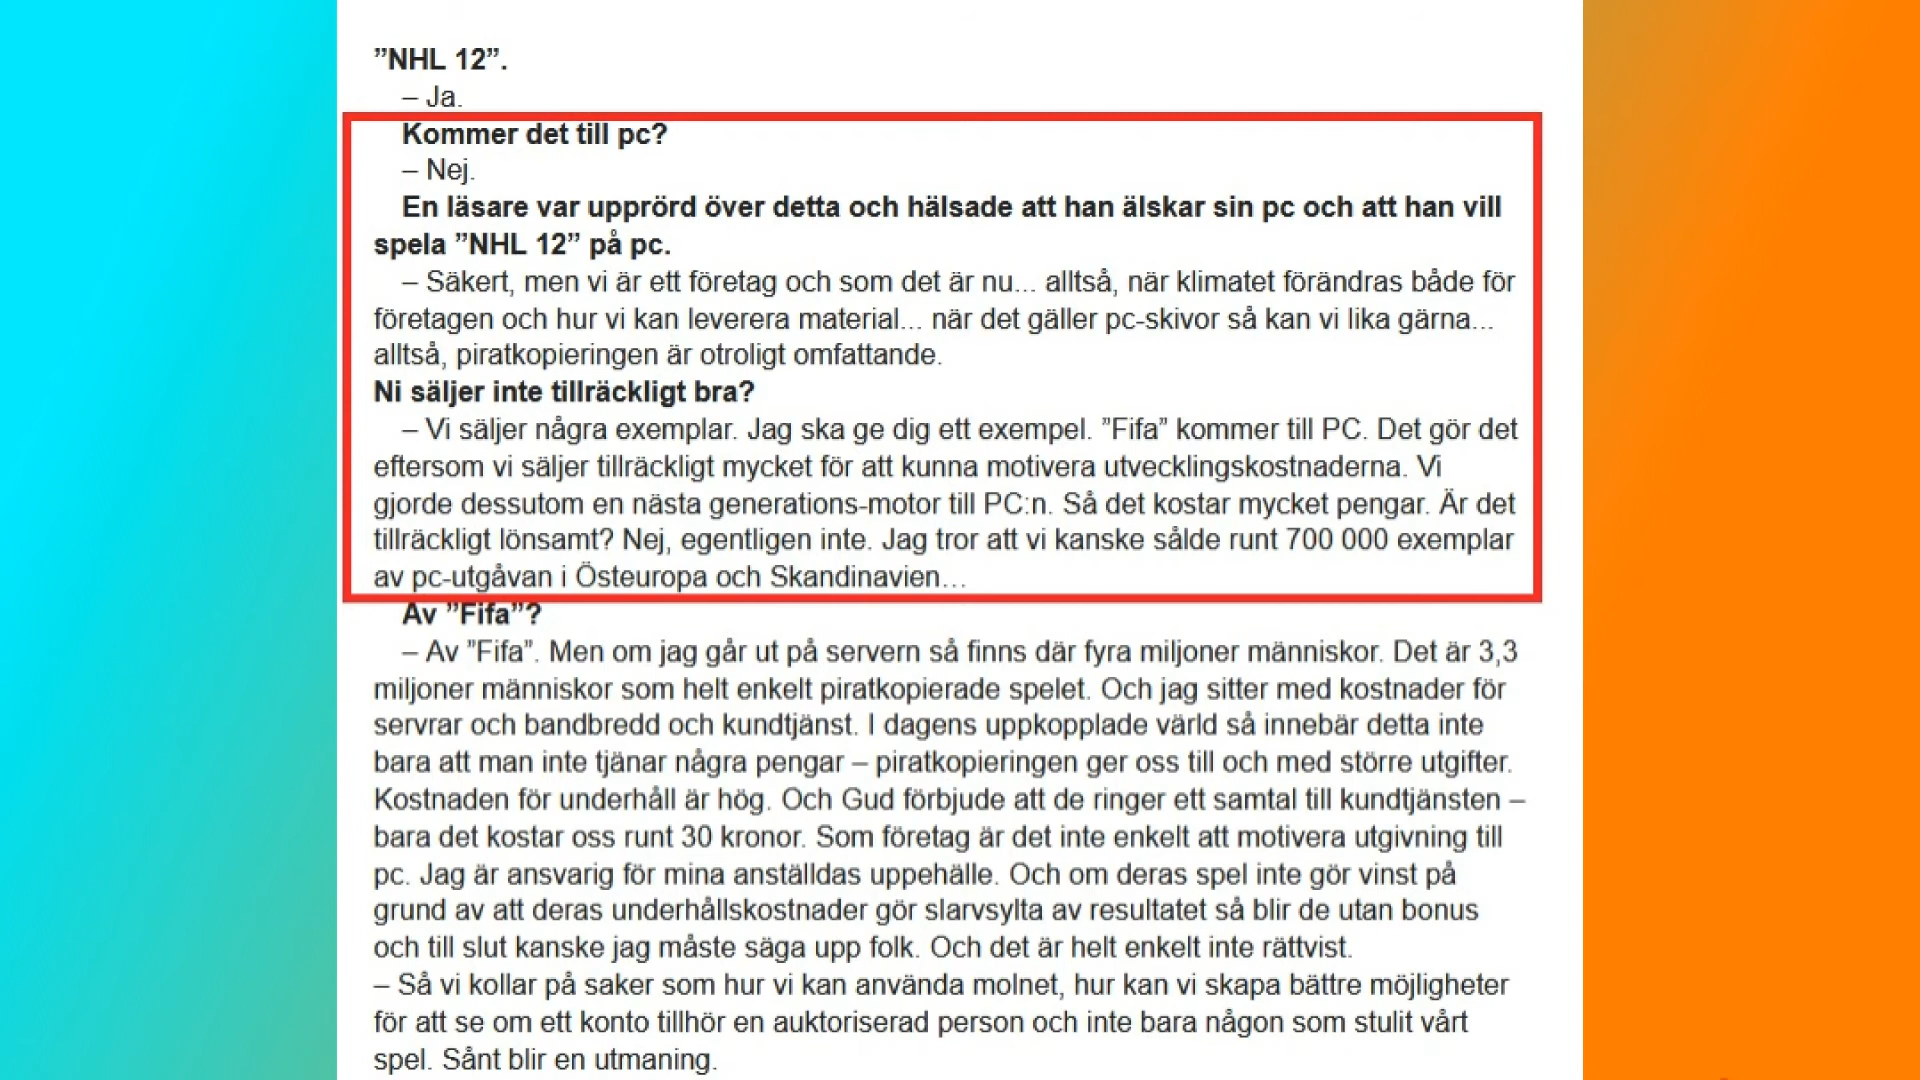 ”NHL 12”.
– Ja.
Kommer det till pc?
– Nej.
En läsare var upprörd över detta och hälsade att han älskar sin pc och att han vill
spela ”NHL 12” på pc.
– Säkert, men vi är ett företag och som det är nu... alltså, när klimatet förändras både för
företagen och hur vi kan leverera material... när det gäller pc-skivor så kan vi lika gärna...
alltså, piratkopieringen är otroligt omfattande.
Ni säljer inte tillräckligt bra?
– Vi säljer några exemplar. Jag ska ge dig ett exempel. ”Fifa” kommer till PC. Det gör det
eftersom vi säljer tillräckligt mycket för att kunna motivera utvecklingskostnaderna. Vi
gjorde dessutom en nästa generations-motor till PC:n. Så det kostar mycket pengar. Är det
tillräckligt lönsamt? Nej, egentligen inte. Jag tror att vi kanske sålde runt 700 000 exemplar
av pc-utgåvan i Östeuropa och Skandinavien...
Av ”Fifa”?
– Av ”Fifa”. Men om jag går ut på servern så finns där fyra miljoner människor. Det är 3,3
miljoner människor som helt enkelt piratkopierade spelet. Och jag sitter med kostnader för
servrar och bandbredd och kundtjänst. I dagens uppkopplade värld så innebär detta inte
bara att man inte tjänar några pengar – piratkopieringen ger oss till och med större utgifter.
Kostnaden för underhåll är hög. Och Gud förbjude att de ringer ett samtal till kundtjänsten –
bara det kostar oss runt 30 kronor. Som företag är det inte enkelt att motivera utgivning till
pc. Jag är ansvarig för mina anställdas uppehälle. Och om deras spel inte gör vinst på
grund av att deras underhållskostnader gör slarvsylta av resultatet så blir de utan bonus
och till slut kanske jag måste säga upp folk. Och det är helt enkelt inte rättvist.
– Så vi kollar på saker som hur vi kan använda molnet, hur kan vi skapa bättre möjligheter
för att se om ett konto tillhör en auktoriserad person och inte bara någon som stulit vårt
spel. Sånt blir en utmaning.